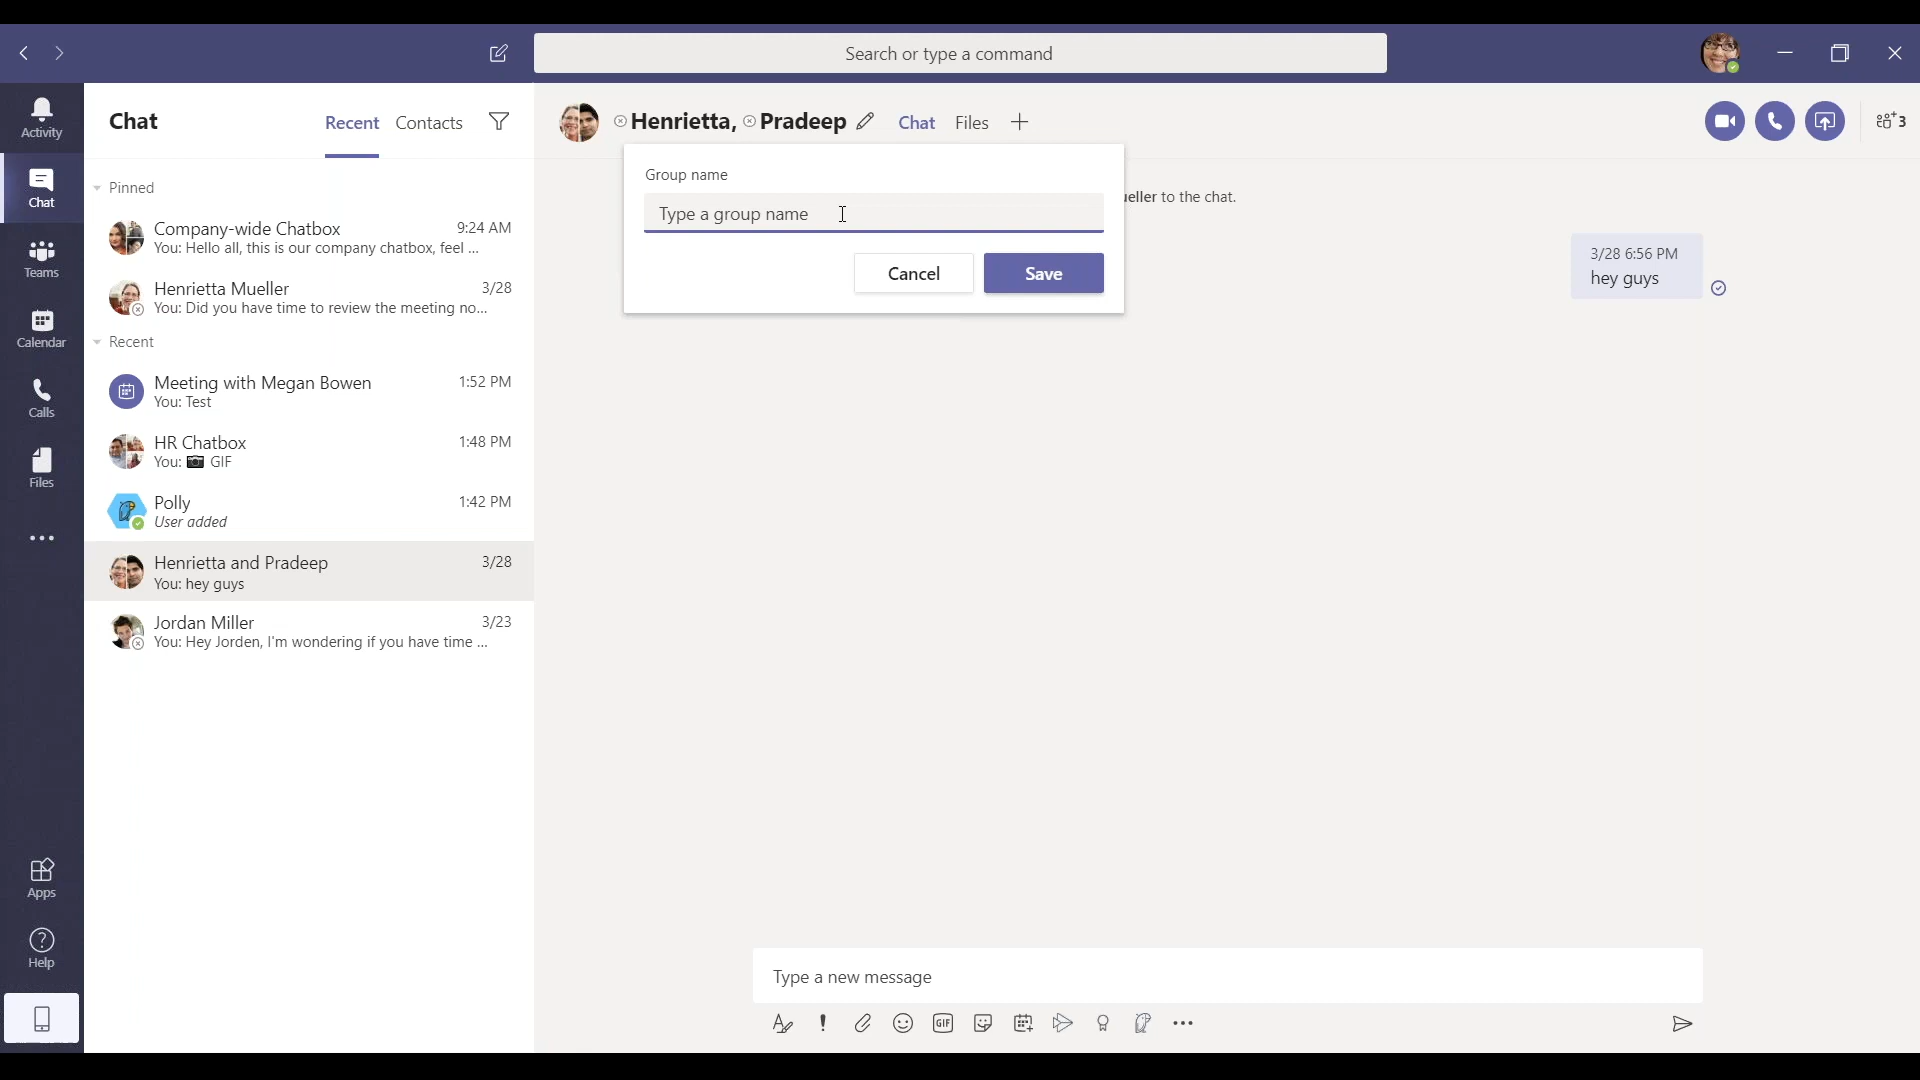 Search or type a command
Activity
Chat
Teams
Calendar
Calls
Files
Apps
Help
Chat
Recent
Contacts
Pinned
Company-wide Chatbox 9:24 AM
You: Hello all, this is our company chatbox, feel ...
Henrietta Mueller 3/28
You: Did you have time to review the meeting no...
Recent
Meeting with Megan Bowen 1:52 PM
You: Test
HR Chatbox 1:48 PM
You: GIF
Polly 1:42 PM
User added
Henrietta and Pradeep 3/28
You: hey guys
Jordan Miller 3/23
You: Hey Jorden, I'm wondering if you have time ...
Henrietta, Pradeep
Chat
Files
3
Group name
Type a group name
Cancel
Save
to the chat.
3/28 6:56 PM
hey guys
Type a new message
GIF